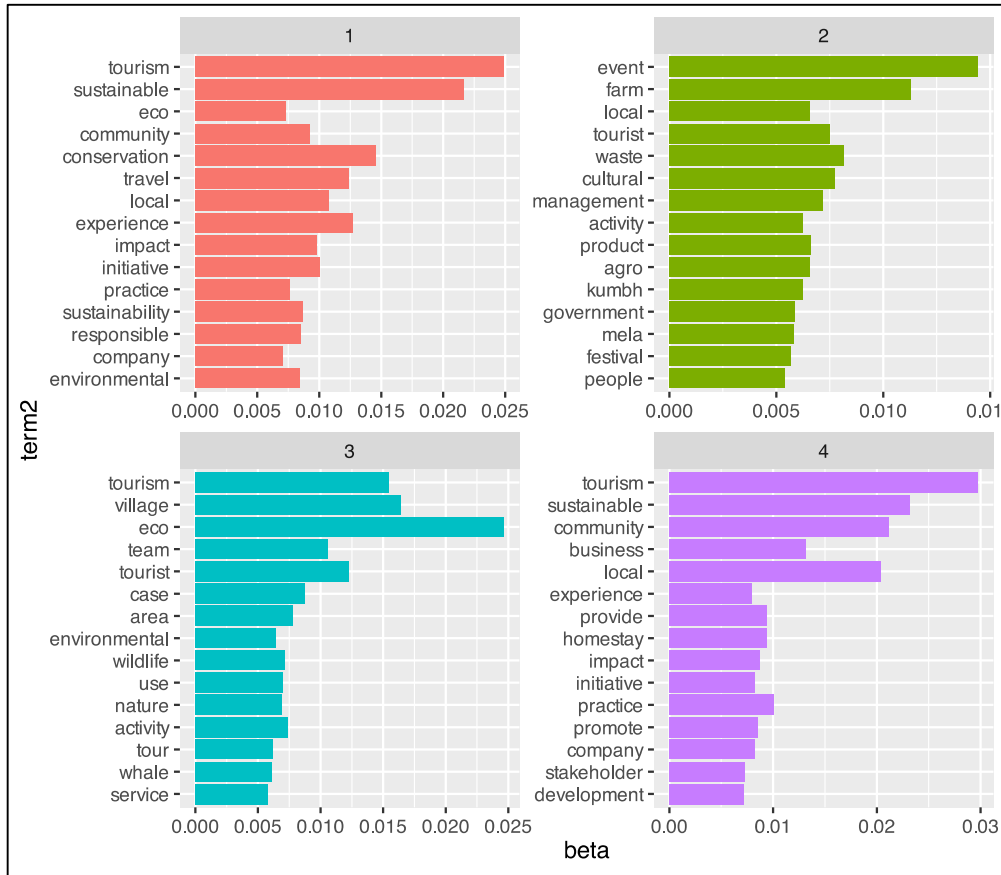 1
tourism
sustainable
eco
community
conservation
travel
local
experience
impact
initiative
practice
sustainability
responsible
company
environmental
0.000 0.005 0.010 0.015 0.020 0.025
2
event
farm
local
tourist
waste
cultural
management
activity
product
agro
kumbh
government
mela
festival
people
0.000 0.005 0.010 0.01
term2
3
tourism
village
eco
team
tourist
case
area
environmental
wildlife
use
nature
activity
tour
whale
service
0.000 0.005 0.010 0.015 0.020 0.025
4
tourism
sustainable
community
business
local
experience
provide
homestay
impact
initiative
practice
promote
company
stakeholder
development
0.00 0.01 0.02 0.03
beta